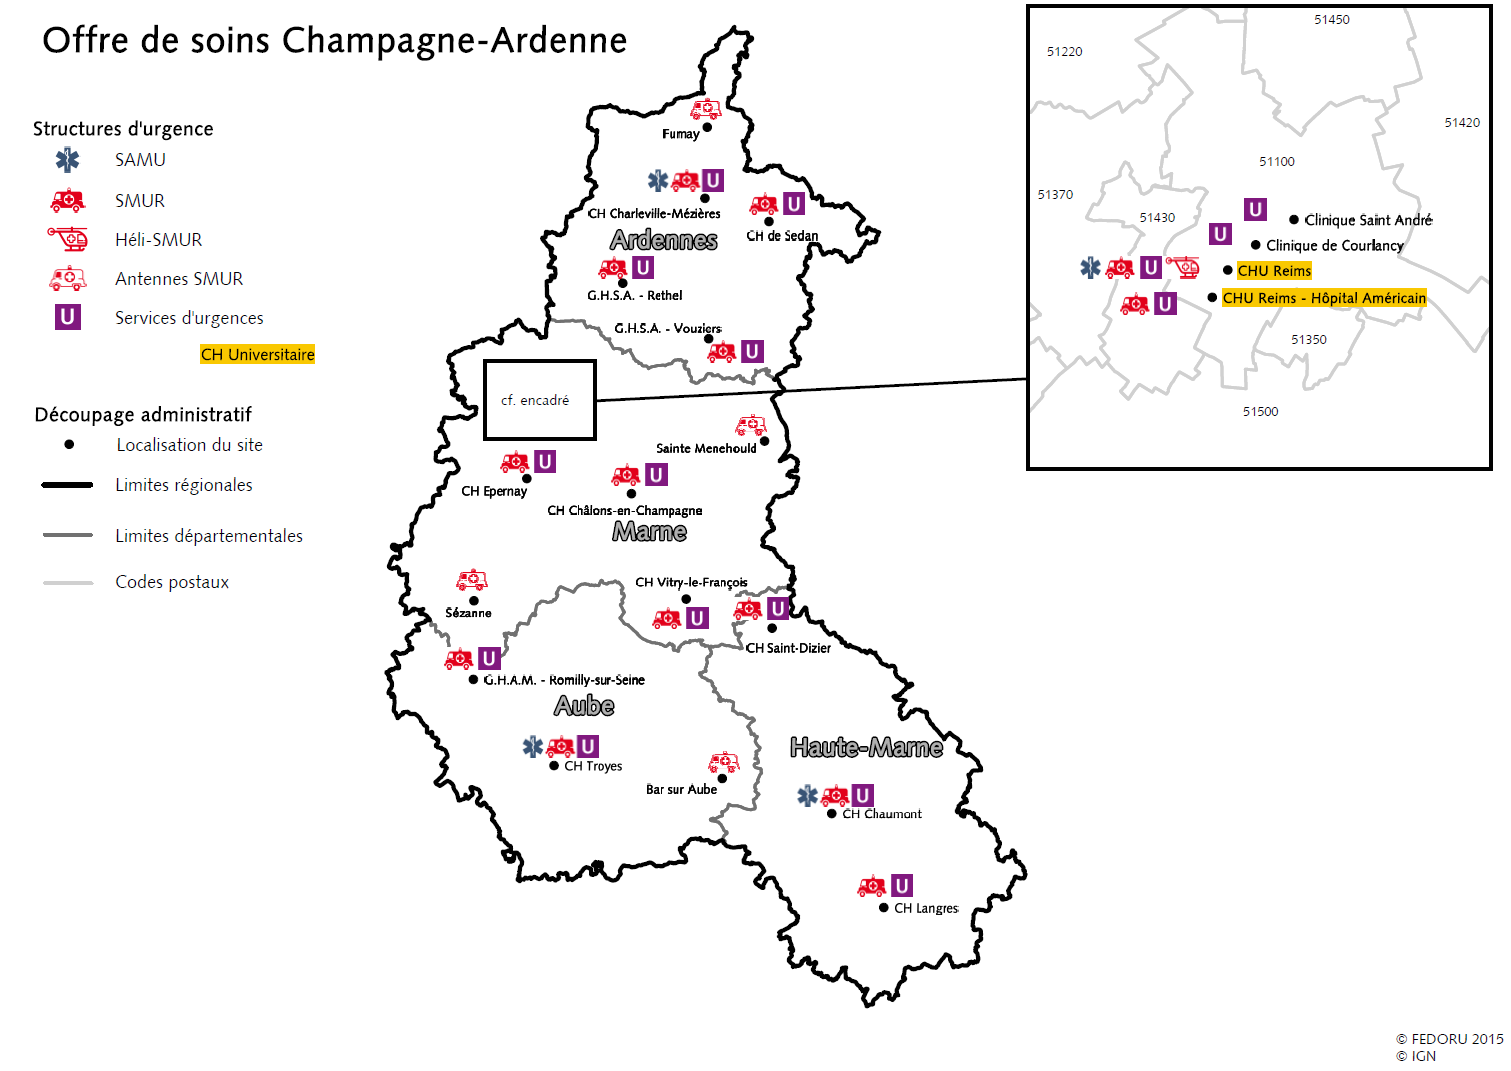 Offre de soins Champagne-Ardenne
Structures d'urgence
SAMU
SMUR
Héli-SMUR
Antennes SMUR
U
Services d'urgences
CH Universitaire
Découpage administratif
Localisation du site
Limites régionales
Limites départementales
Codes postaux
Fumay
U
CH Charleville-Mézières
U
CH de Sedan
Ardennes
U
G.H.S.A. - Rethel
G.H.S.A. - Vouziers
U
cf. encadré
Sainte Menehould
U
CH Epernay
U
CH Châlons-en-Champagne
Marne
Sézanne
CH Vitry-le-François
U
U
CH Saint-Dizier
U
G.H.A.M. - Romilly-sur-Seine
Aube
U
CH Troyes
Bar sur Aube
Haute-Marne
U
CH Chaumont
U
CH Langres
51450
51220
51420
51100
51370
51430
U
Clinique Saint André
U
Clinique de Courlancy
U
CHU Reims
U
CHU Reims - Hôpital Américain
51350
51500
© FEDORU 2015
© IGN